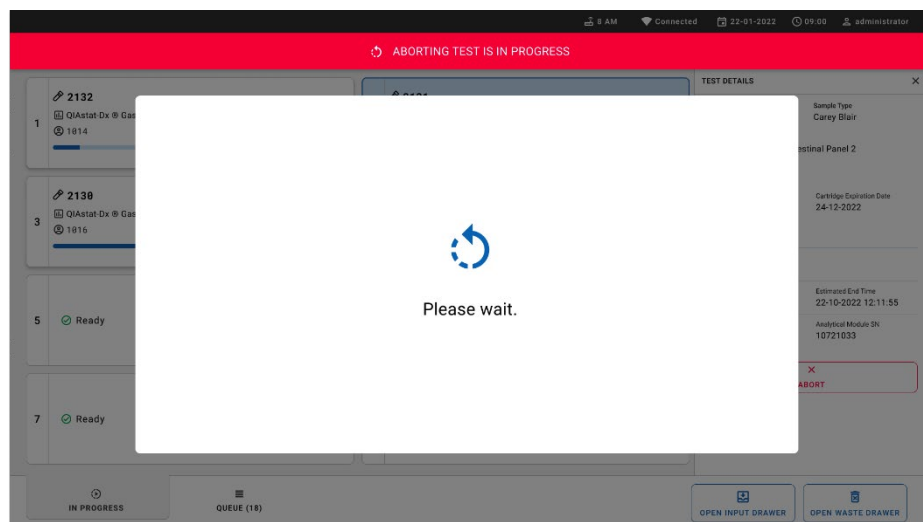 8 AM Connected 22-01-2022 09:00 administrator
ABORTING TEST IS IN PROGRESS
TEST DETAILS
1
2132
QIAstat-Dx ® Gas
1014
Sample Type
Carey Blair
estinal Panel 2
3
2130
QIAstat-Dx ® Gas
1016
Cartridge Expiration Date
24-12-2022
Please wait.
Estimated End Time
22-10-2022 12:11:55
Analytical Module SN
10721033
5 Ready
ABORT
7 Ready
IN PROGRESS
QUEUE (18)
OPEN INPUT DRAWER
OPEN WASTE DRAWER